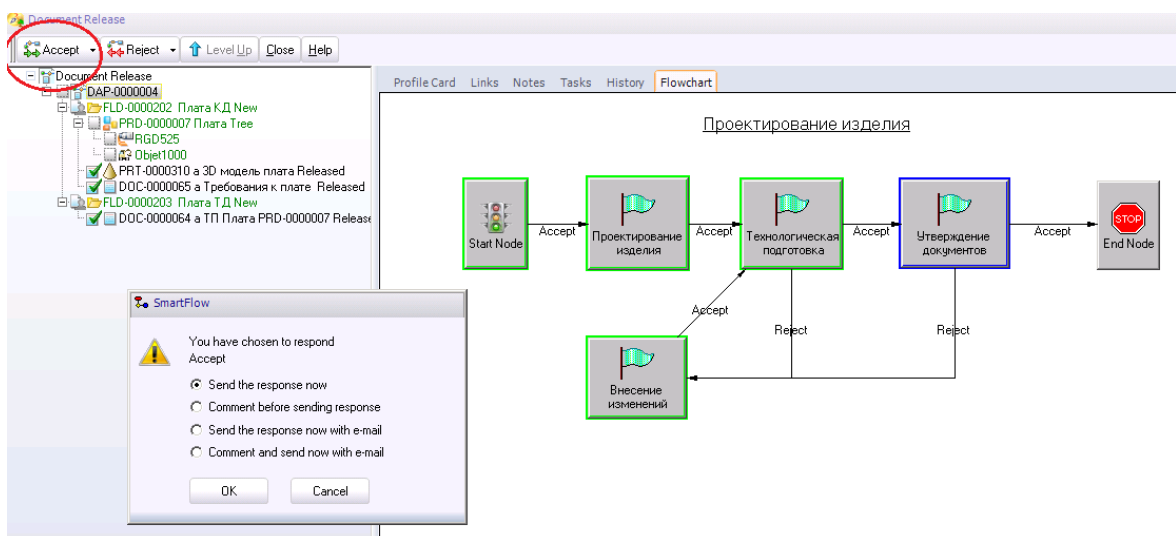 Document Release
Accept
Reject
Level Up
Close
Help
Document Release
DAP-0000004
FLD-0000202 Плата КД New
PRD-0000007 Плата Tree
RGD525
Objet1000
PRT-0000310 a 3D модель плата Released
DOC-0000065 a Требования к плате Released
FLD-0000203 Плата ТД New
DOC-0000064 a ТП Плата PRD-0000007 Release
Profile Card
Links
Notes
Tasks
History
Flowchart
Проектирование изделия
Start Node
Accept
Проектирование
изделия
Accept
Технологическая
подготовка
Accept
Утверждение
документов
Accept
STOP
End Node
Accept
Reject
Reject
Внесение
изменений
SmartFlow
You have chosen to respond
Accept
Send the response now
Comment before sending response
Send the response now with e-mail
Comment and send now with e-mail
OK
Cancel